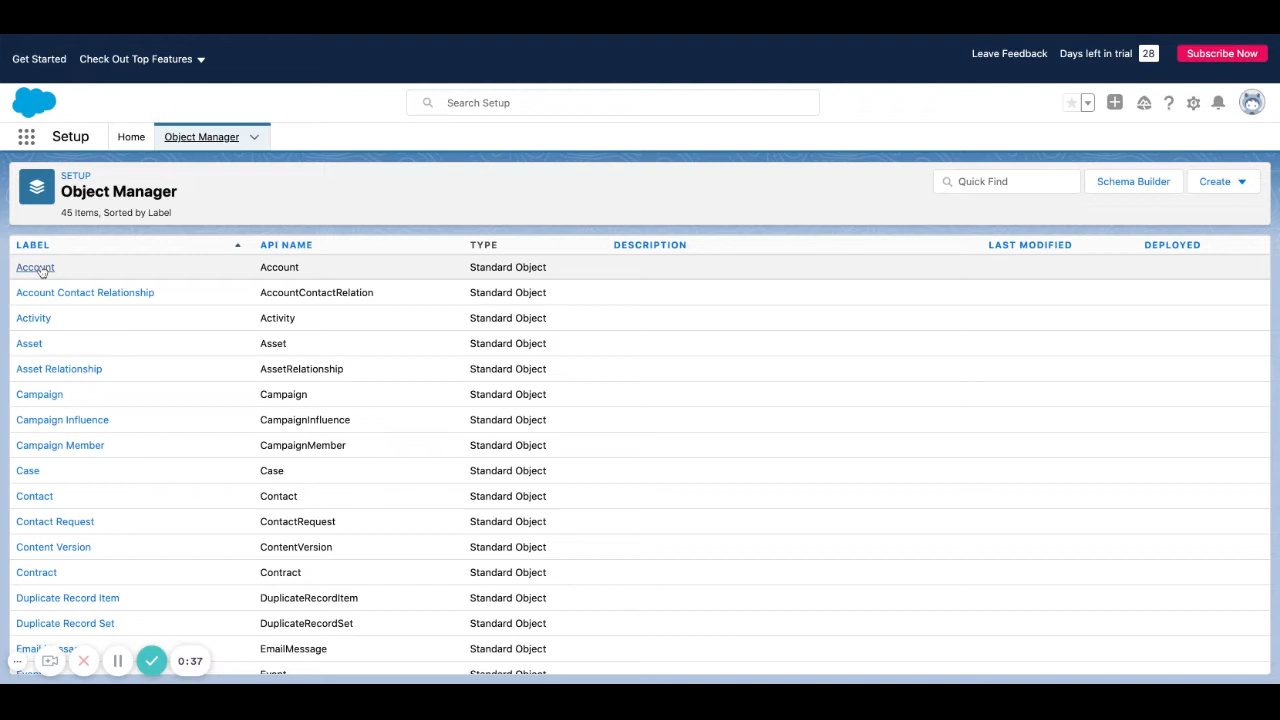 Get Started Check Out Top Features Leave Feedback Days left in trial 28 Subscribe Now
Search Setup
Setup Home Object Manager
SETUP
Object Manager
45 Items, Sorted by Label
Quick Find Schema Builder Create
LABEL API NAME TYPE DESCRIPTION LAST MODIFIED DEPLOYED
Account Account Standard Object
Account Contact Relationship AccountContactRelation Standard Object
Activity Activity Standard Object
Asset Asset Standard Object
Asset Relationship AssetRelationship Standard Object
Campaign Campaign Standard Object
Campaign Influence CampaignInfluence Standard Object
Campaign Member CampaignMember Standard Object
Case Case Standard Object
Contact Contact Standard Object
Contact Request ContactRequest Standard Object
Content Version ContentVersion Standard Object
Contract Contract Standard Object
Duplicate Record Item DuplicateRecordItem Standard Object
Duplicate Record Set DuplicateRecordSet Standard Object
EmailMessage Standard Object
Event Standard Object
0:37